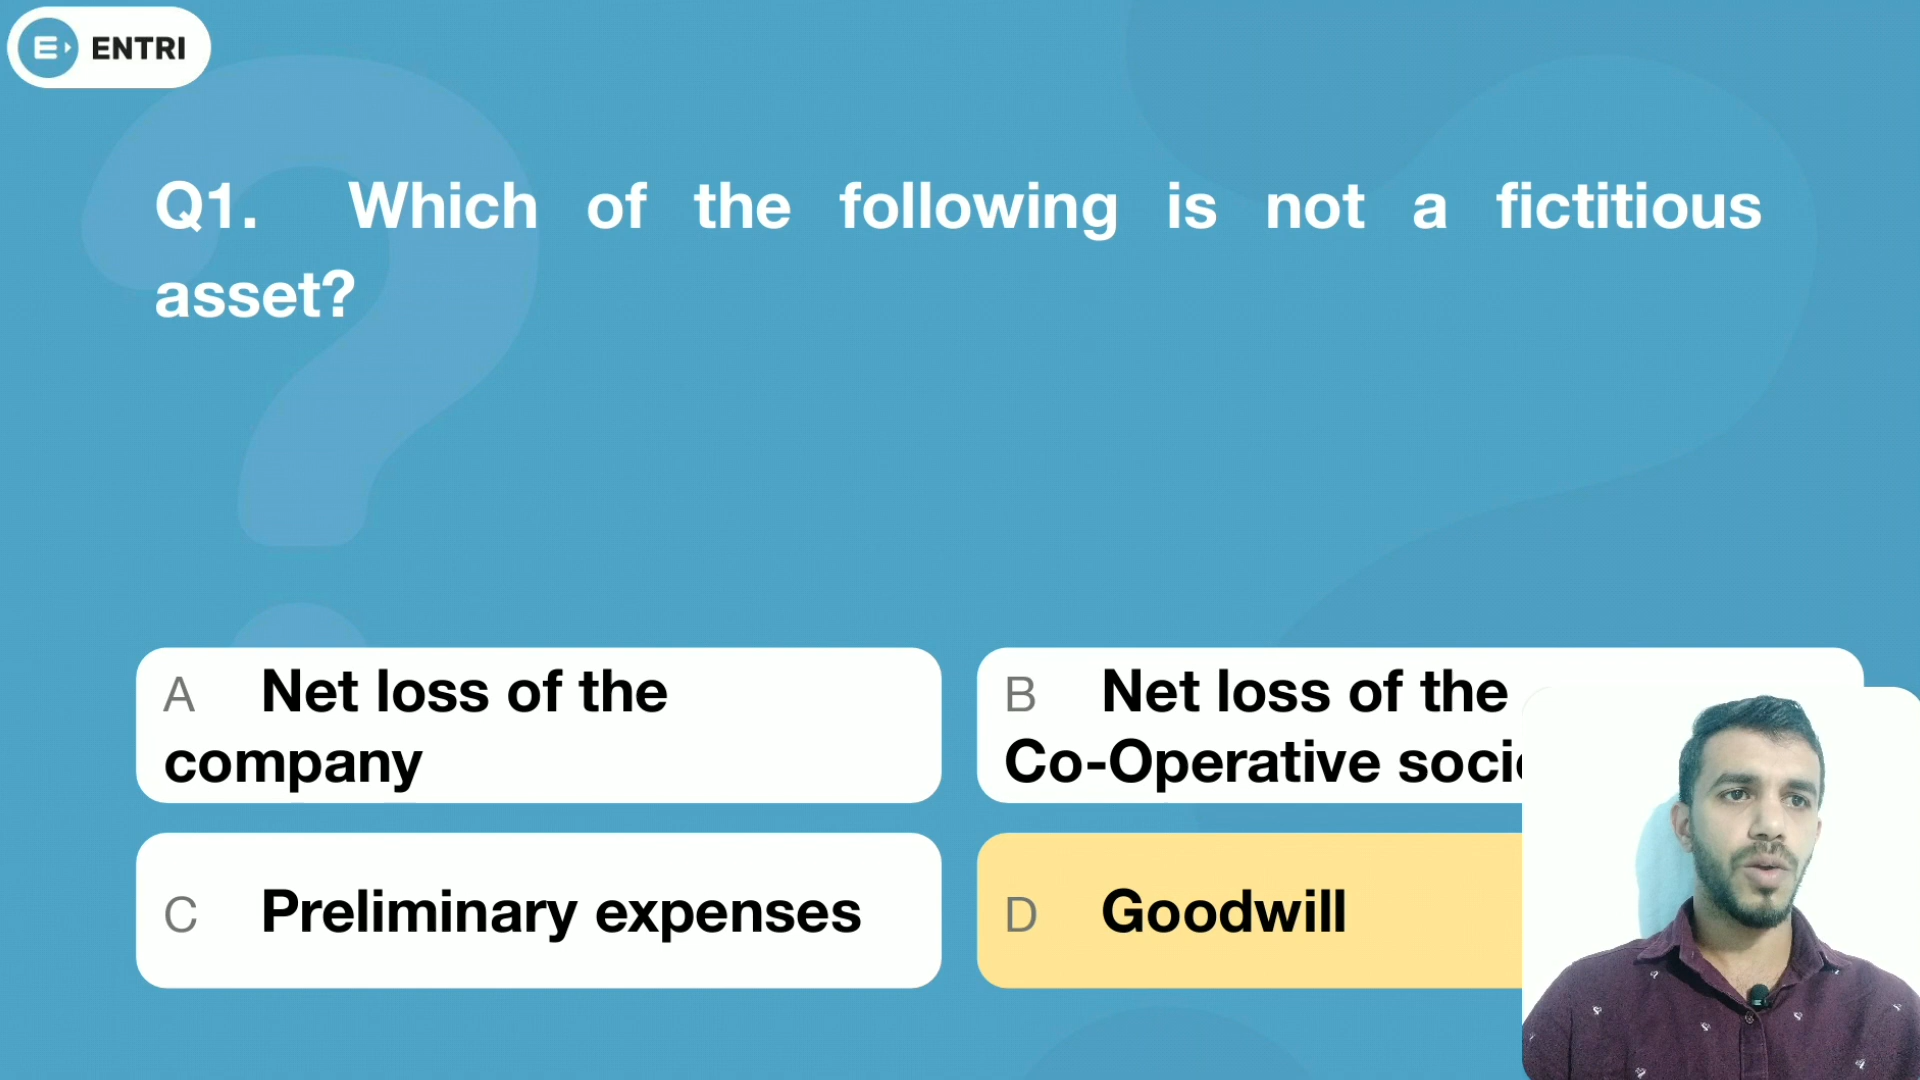 ENTRI
Q1. Which of the following is not a fictitious
asset?
A Net loss of the
company
B Net loss of the
Co-Operative
C Preliminary expenses
D Goodwill